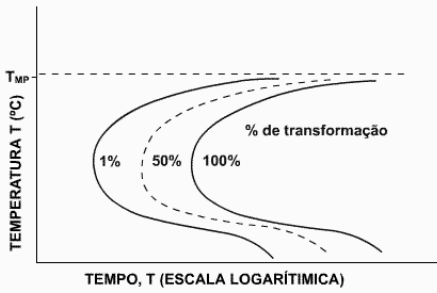 TMP
TEMPERATURA T (ºC)
% de transformação
1% 50% 100%
TEMPO, T (ESCALA LOGARÍTIMICA)